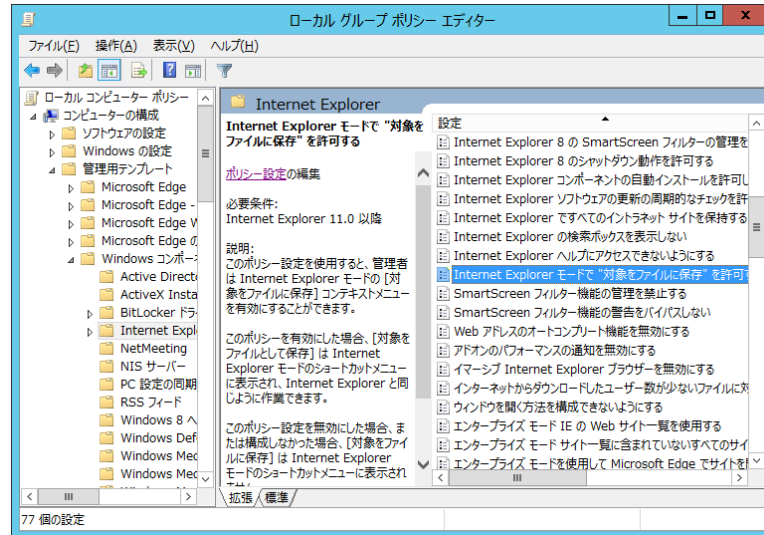 ローカル グループ ポリシー エディター
ファイル(F) 操作(A) 表示(V) ヘルプ(H)
ローカル コンピューター ポリシー
コンピューターの構成
ソフトウェアの設定
Windows の設定
管理用テンプレート
Microsoft Edge
Microsoft Edge -
Microsoft Edge W
Microsoft Edge の
Windows コンポー
Active Direct
ActiveX Insta
BitLocker ドラ
Internet Expl
NetMeeting
NIS サーバー
PC 設定の同期
RSS フィード
Windows 8 へ
Windows Def
Windows Med
Windows Med
Internet Explorer
Internet Explorer モードで "対象を
ファイルに保存" を許可する
ポリシー設定の編集
必要条件:
Internet Explorer 11.0 以降
説明:
このポリシー設定を使用すると、管理者
は Internet Explorer モードの [対
象をファイルに保存] コンテキストメニュー
を有効にすることができます。
このポリシーを有効にした場合、[対象を
ファイルとして保存] は Internet
Explorer モードのショートカットメニュー
に表示され、Internet Explorer と同
じように作業できます。
このポリシー設定を無効にした場合、ま
たは構成しなかった場合、[対象をファイ
ルに保存] は Internet Explorer
モードのショートカットメニューに表示され
設定
Internet Explorer 8 の SmartScreen フィルターの管理を
Internet Explorer 8 のシャットダウン動作を許可する
Internet Explorer コンポーネントの自動インストールを許可し
Internet Explorer ソフトウェアの更新の周期的なチェックを許
Internet Explorer ですべてのイントラネット サイトを保持する
Internet Explorer の検索ボックスを表示しない
Internet Explorer ヘルプにアクセスできないようにする
Internet Explorer モードで "対象をファイルに保存" を許可す
SmartScreen フィルター機能の管理を禁止する
SmartScreen フィルター機能の警告をバイパスしない
Web アドレスのオートコンプリート機能を無効にする
アドオンのパフォーマンスの通知を無効にする
イマーシブ Internet Explorer ブラウザーを無効にする
インターネットからダウンロードしたユーザー数が少ないファイルに対
ウィンドウを開く方法を構成できないようにする
エンタープライズ モード IE の Web サイト一覧を使用する
エンタープライズ モード サイト一覧に含まれていないすべてのサイ
エンタープライズ モードを使用して Microsoft Edge でサイトを
拡張 標準
77 個の設定